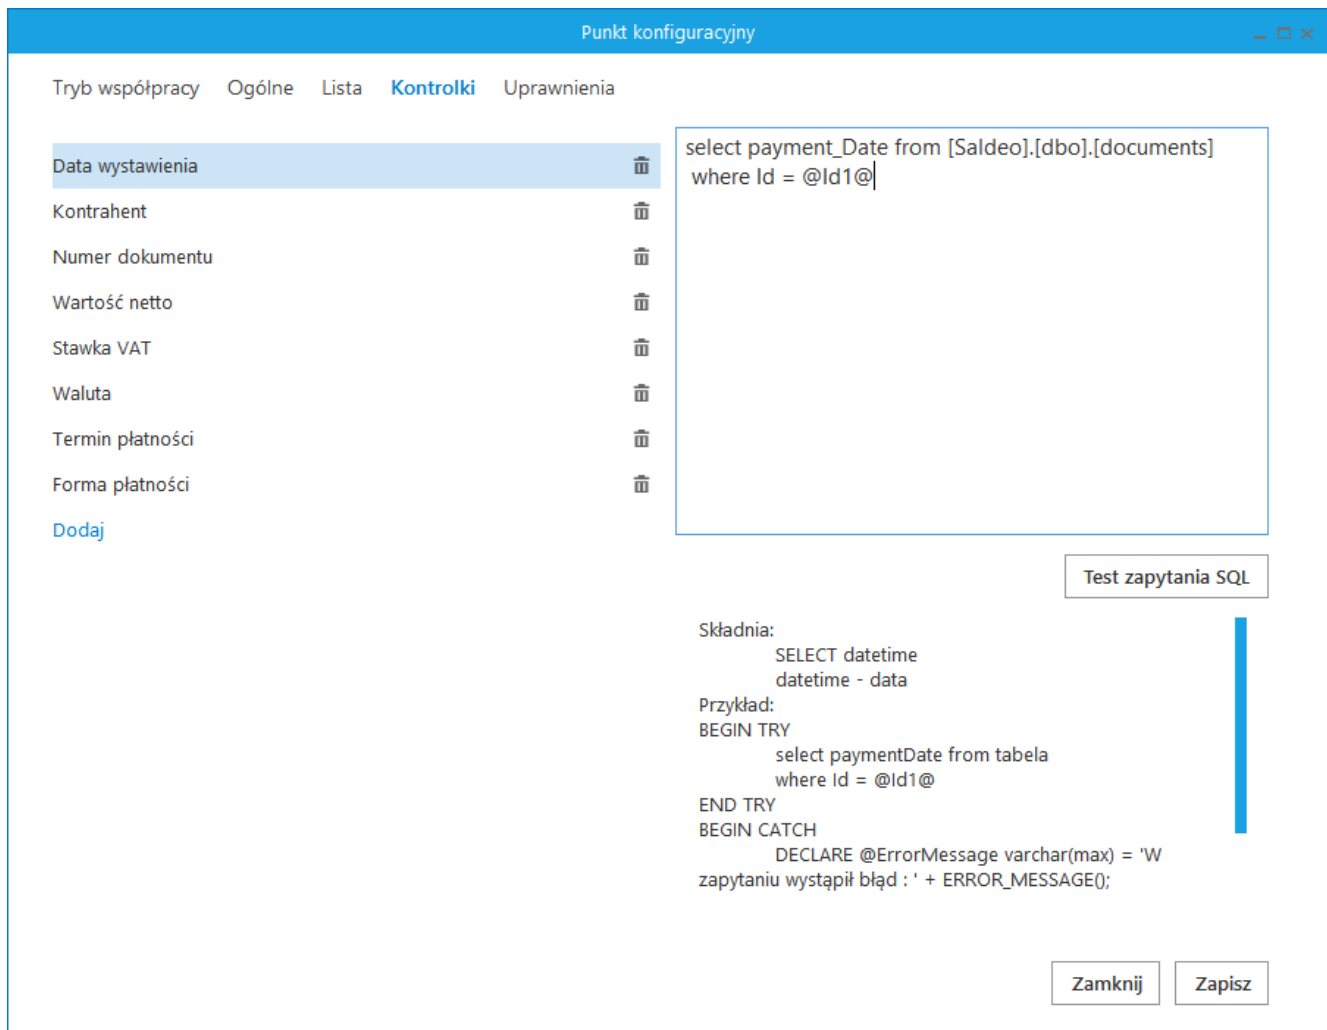 Punkt konfiguracyjny
Tryb współpracy Ogólne Lista Kontrolki Uprawnienia
Data wystawienia
Kontrahent
Numer dokumentu
Wartość netto
Stawka VAT
Waluta
Termin płatności
Forma płatności
Dodaj
select payment_Date from [Saldeo].[dbo].[documents]
where Id = @Id1@
Test zapytania SQL
Składnia:
SELECT datetime
datetime - data
Przykład:
BEGIN TRY
select paymentDate from tabela
where Id = @Id1@
END TRY
BEGIN CATCH
DECLARE @ErrorMessage varchar(max) = 'W
zapytaniu wystąpił błąd : ' + ERROR_MESSAGE();
Zamknij Zapisz